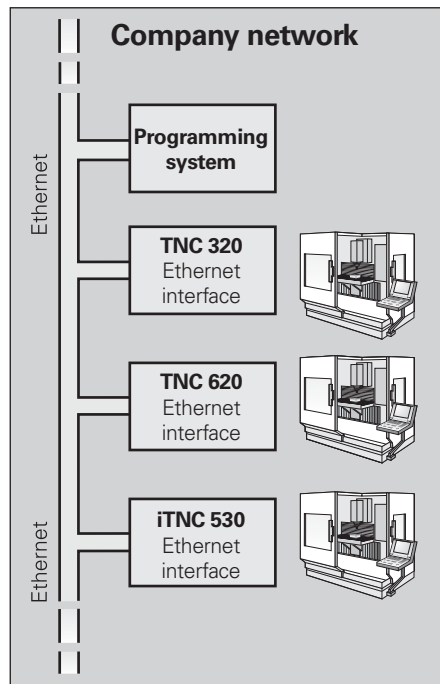 Company network
Ethernet
Programming
system
TNC 320
Ethernet
interface
TNC 620
Ethernet
interface
Ethernet
iTNC 530
Ethernet
interface